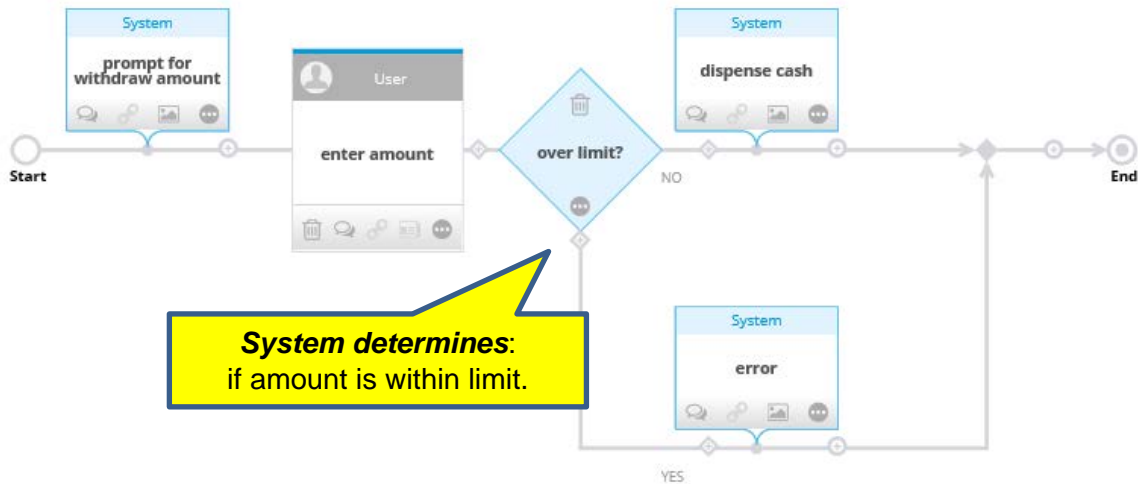 System
prompt for
withdraw amount
User
enter amount
over limit?
System
dispense cash
Start
NO
End
System determines:
if amount is within limit.
System
error
YES